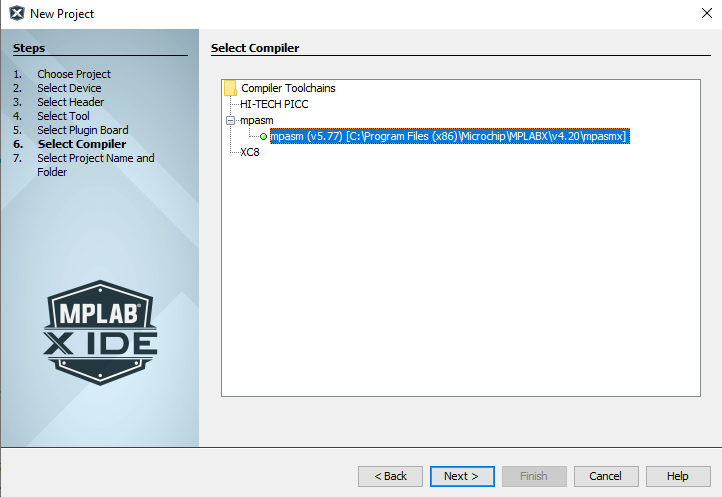 New Project
Steps
1. Choose Project
2. Select Device
3. Select Header
4. Select Tool
5. Select Plugin Board
6. Select Compiler
7. Select Project Name and
Folder
MPLAB®
X IDE
Select Compiler
Compiler Toolchains
HI-TECH PICC
mpasm
mpasm (v5.77) [C:\Program Files (x86)\Microchip\MPLABX\v4.20\mpasmx]
XC8
< Back
Next >
Finish
Cancel
Help